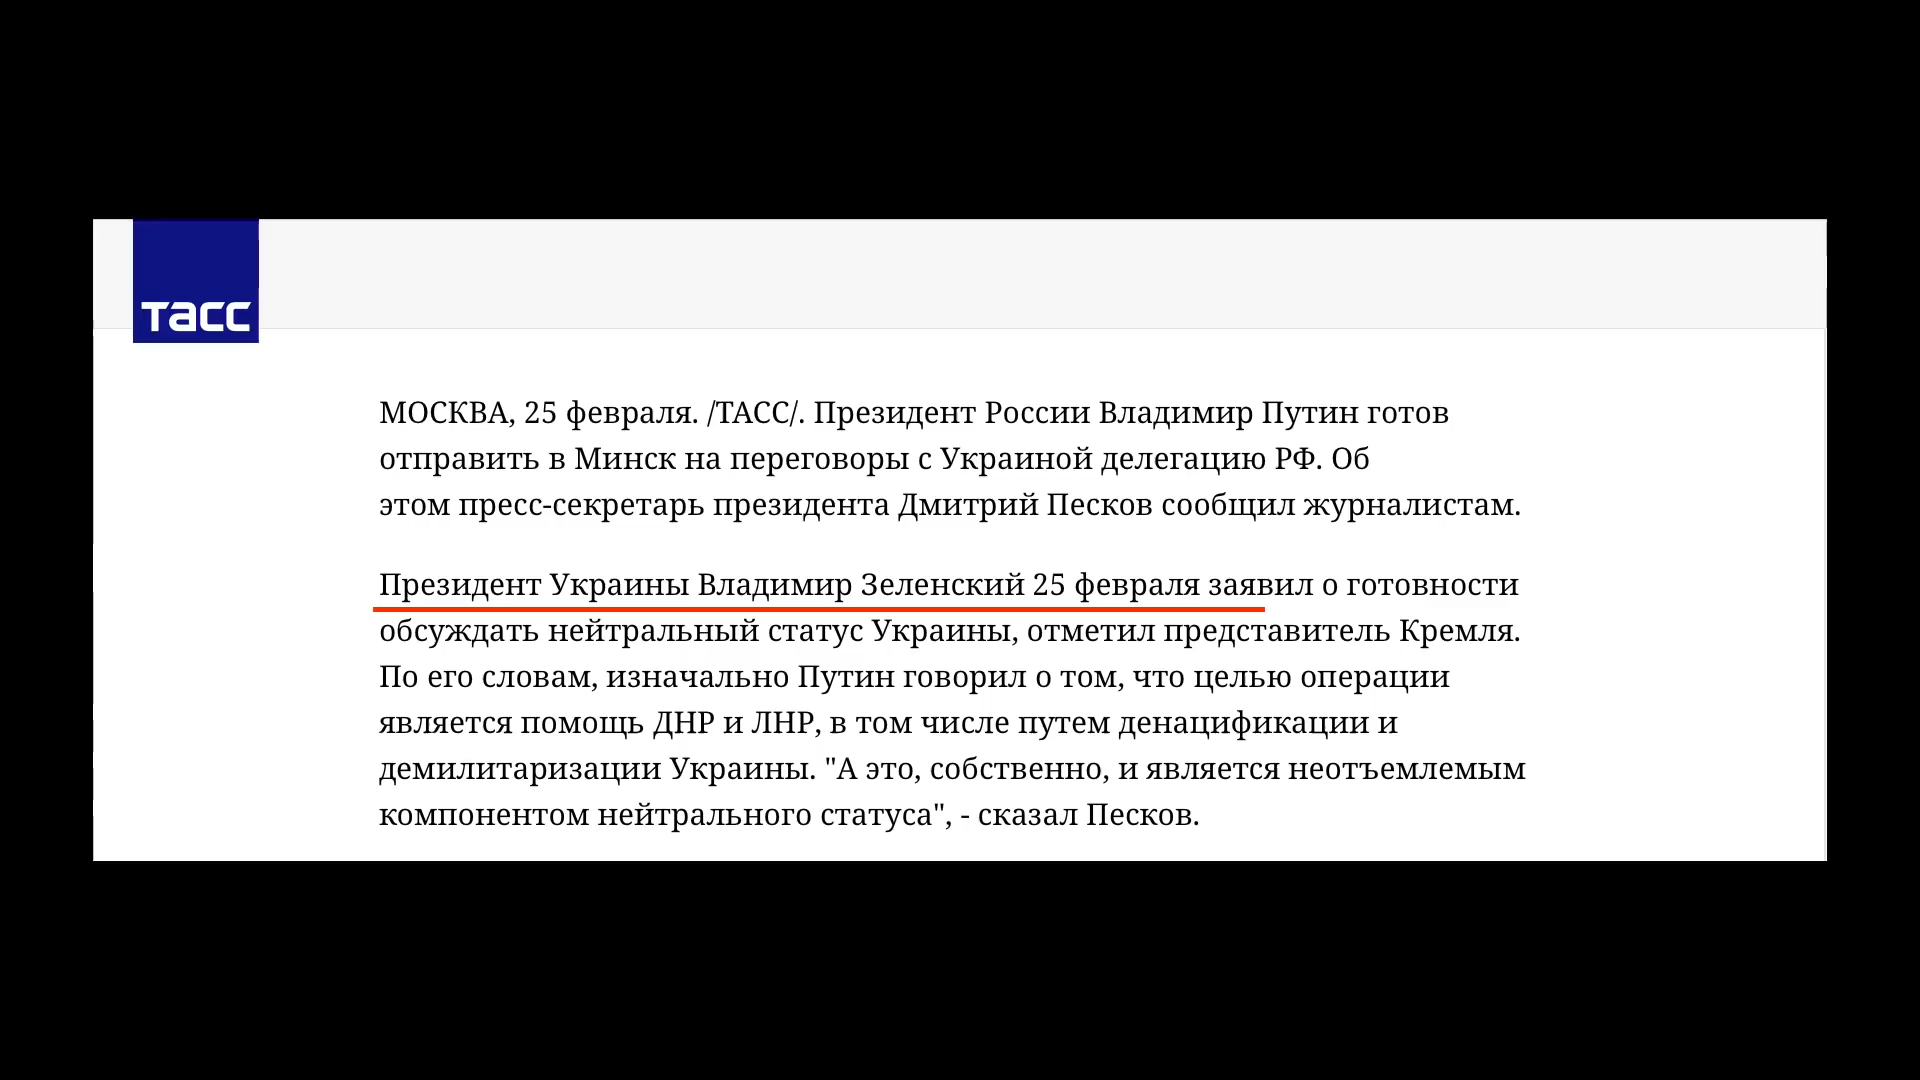 тасс
МОСКВА, 25 февраля. /ТАСС/. Президент России Владимир Путин готов
отправить в Минск на переговоры с Украиной делегацию РФ. Об
этом пресс-секретарь президента Дмитрий Песков сообщил журналистам.
Президент Украины Владимир Зеленский 25 февраля заявил о готовности
обсуждать нейтральный статус Украины, отметил представитель Кремля.
По его словам, изначально Путин говорил о том, что целью операции
является помощь ДНР и ЛНР, в том числе путем денацификации и
демилитаризации Украины. "А это, собственно, и является неотъемлемым
компонентом нейтрального статуса", - сказал Песков.